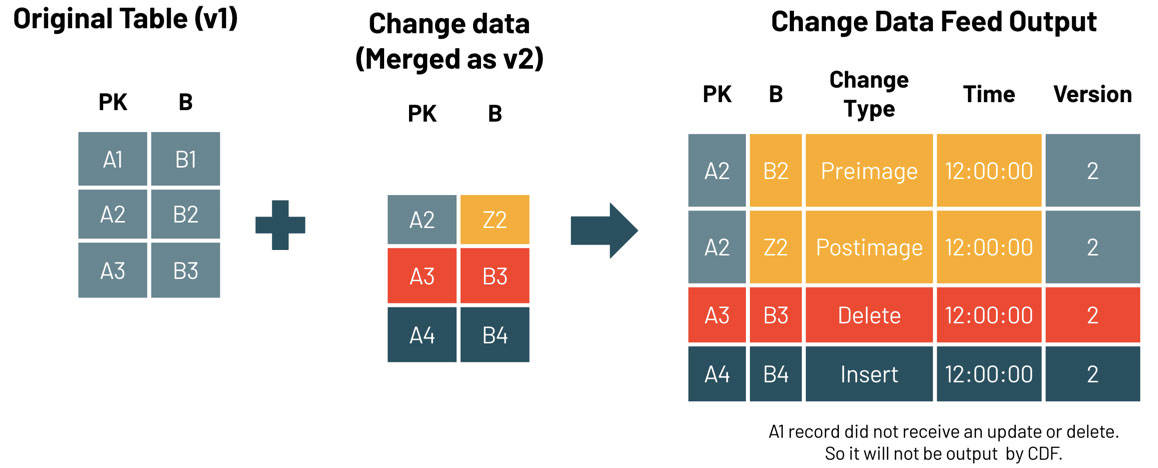 Original Table (v1)
PK B
A1 B1
A2 B2
A3 B3
Change data
(Merged as v2)
PK B
A2 Z2
A3 B3
A4 B4
Change Data Feed Output
PK B Change Type Time Version
A2 B2 Preimage 12:00:00 2
A2 Z2 Postimage 12:00:00 2
A3 B3 Delete 12:00:00 2
A4 B4 Insert 12:00:00 2
A1 record did not receive an update or delete.
So it will not be output by CDF.